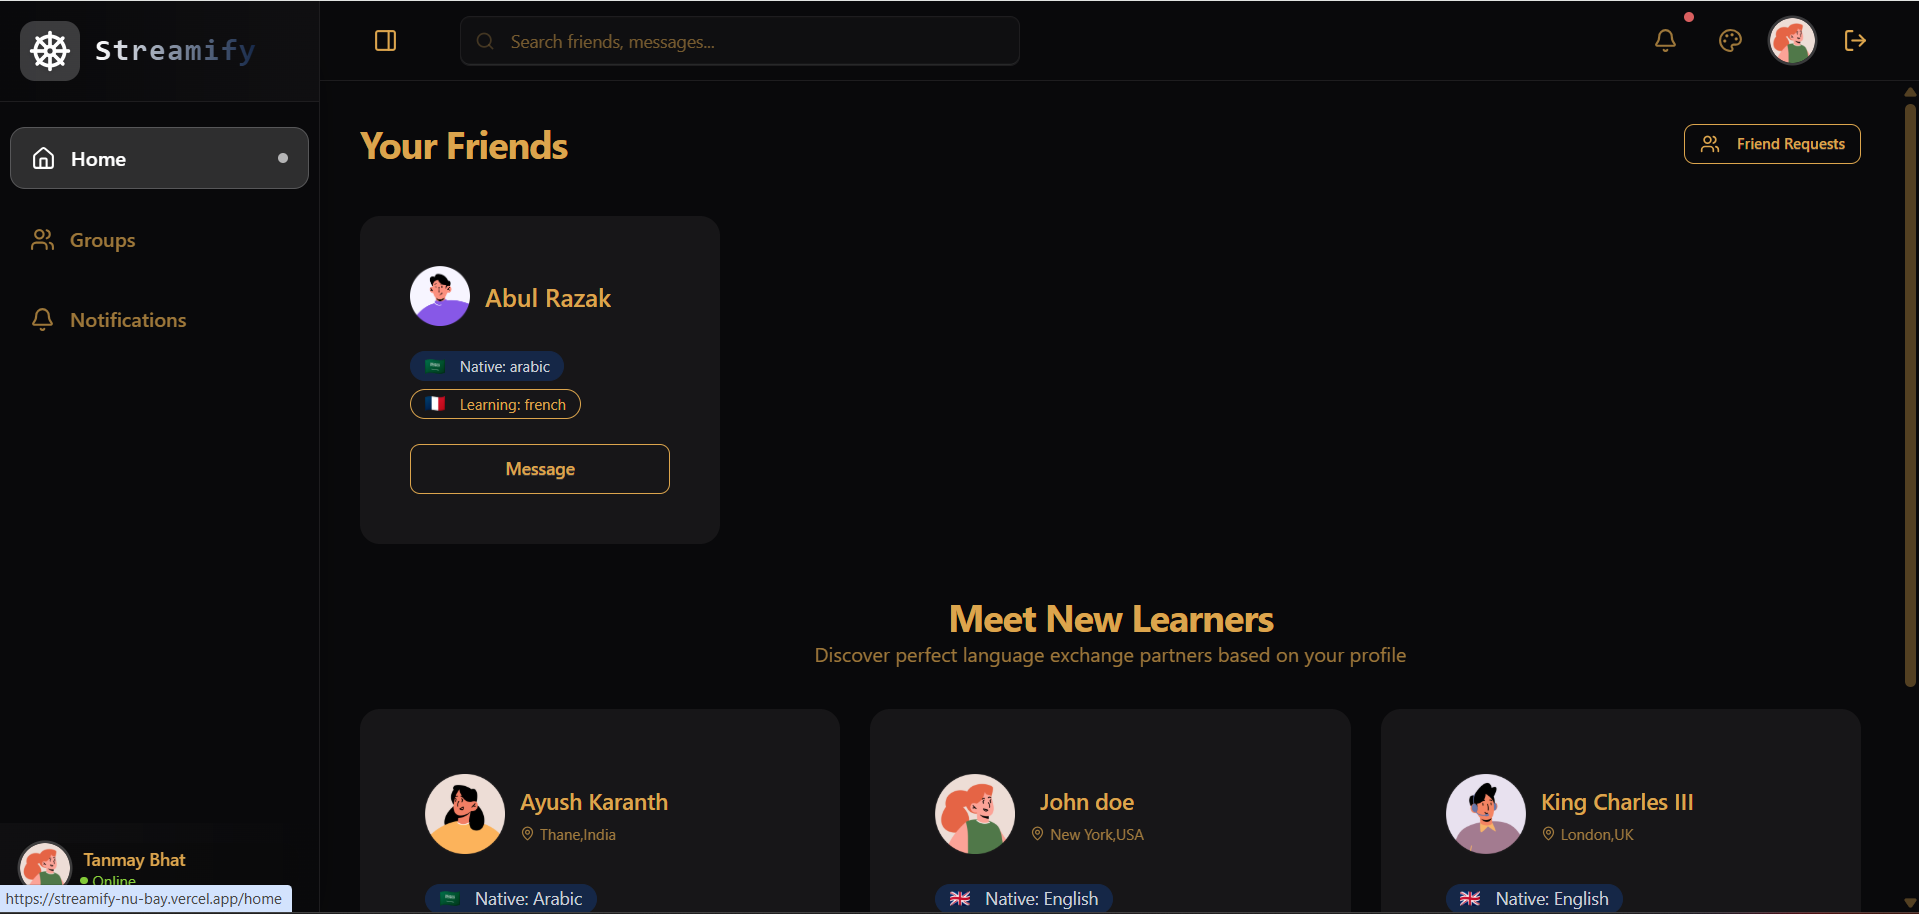 Streamify
Search friends, messages...
Home
Groups
Notifications
Your Friends
Friend Requests
Abul Razak
Native: arabic
Learning: french
Message
Meet New Learners
Discover perfect language exchange partners based on your profile
Ayush Karanth
Thane,India
Native: Arabic
John doe
New York,USA
Native: English
King Charles III
London,UK
Native: English
Tanmay Bhat
Online
https://streamify-nu-bay.vercel.app/home